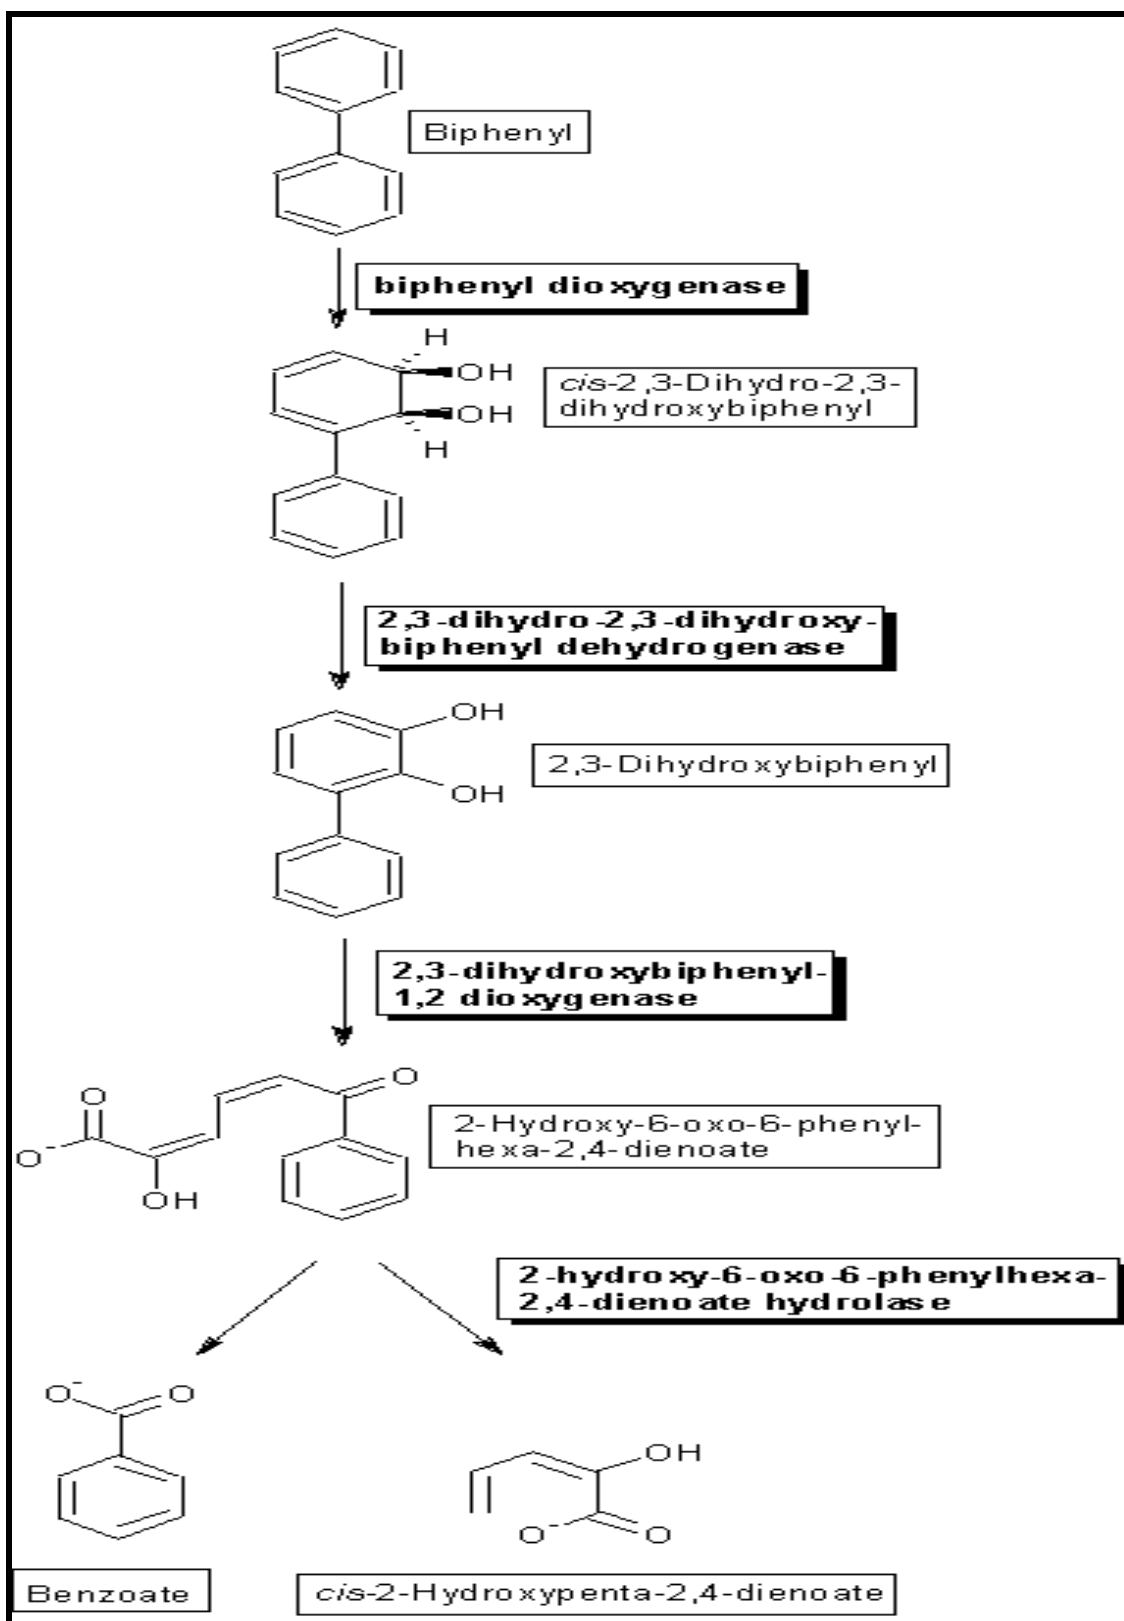 Biphenyl
biphenyl dioxygenase
H
OH
cis-2,3-Dihydro-2,3-
dihydroxybiphenyl
OH
H
2,3-dihydro-2,3-dihydroxy-
biphenyl dehydrogenase
OH
2,3-Dihydroxybiphenyl
OH
2,3-dihydroxybiphenyl-
1,2 dioxygenase
O
O
2-Hydroxy-6-oxo-6-phenyl-
hexa-2,4-dienoate
O-
OH
2-hydroxy-6-oxo-6-phenylhexa-
2,4-dienoate hydrolase
O-
O
OH
O-
O
Benzoate
cis-2-Hydroxypenta-2,4-dienoate